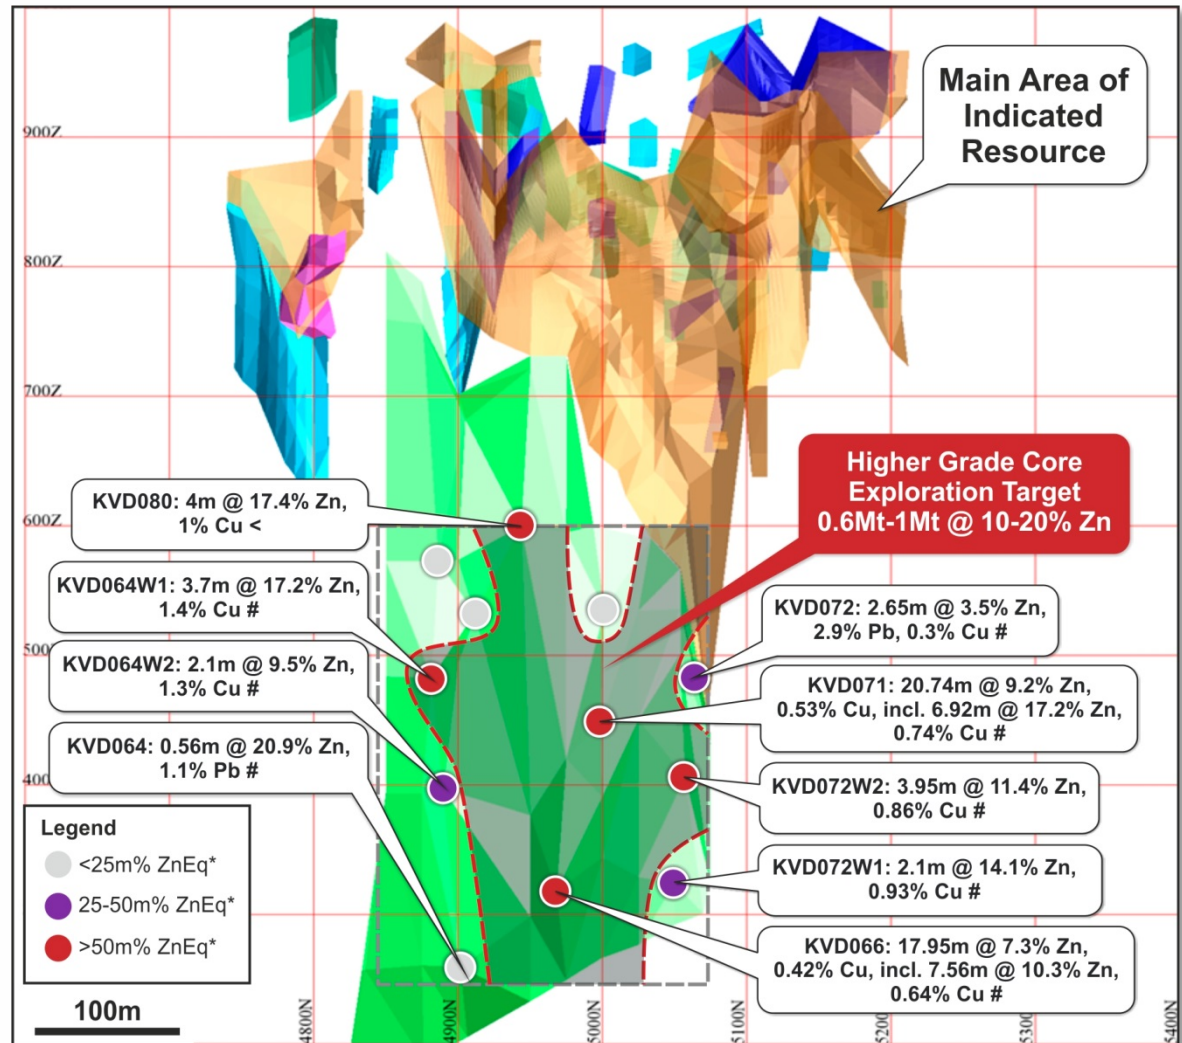 Main Area of
Indicated
Resource
900Z
800Z
700Z
600Z
500Z
400
Higher Grade Core
Exploration Target
0.6Mt-1Mt @ 10-20% Zn
KVD080: 4m @ 17.4% Zn,
1% Cu <
KVD064W1: 3.7m @ 17.2% Zn,
1.4% Cu #
KVD064W2: 2.1m @ 9.5% Zn,
1.3% Cu #
KVD064: 0.56m @ 20.9% Zn,
1.1% Pb #
KVD072: 2.65m @ 3.5% Zn,
2.9% Pb, 0.3% Cu #
KVD071: 20.74m @ 9.2% Zn,
0.53% Cu, incl. 6.92m @ 17.2% Zn,
0.74% Cu #
KVD072W2: 3.95m @ 11.4% Zn,
0.86% Cu #
KVD072W1: 2.1m @ 14.1% Zn,
0.93% Cu #
KVD066: 17.95m @ 7.3% Zn,
0.42% Cu, incl. 7.56m @ 10.3% Zn,
0.64% Cu #
Legend
<25m% ZnEq*
25-50m% ZnEq*
>50m% ZnEq*
100m
4800N
4900N
5000N
5100N
5200N
5300N
5400N